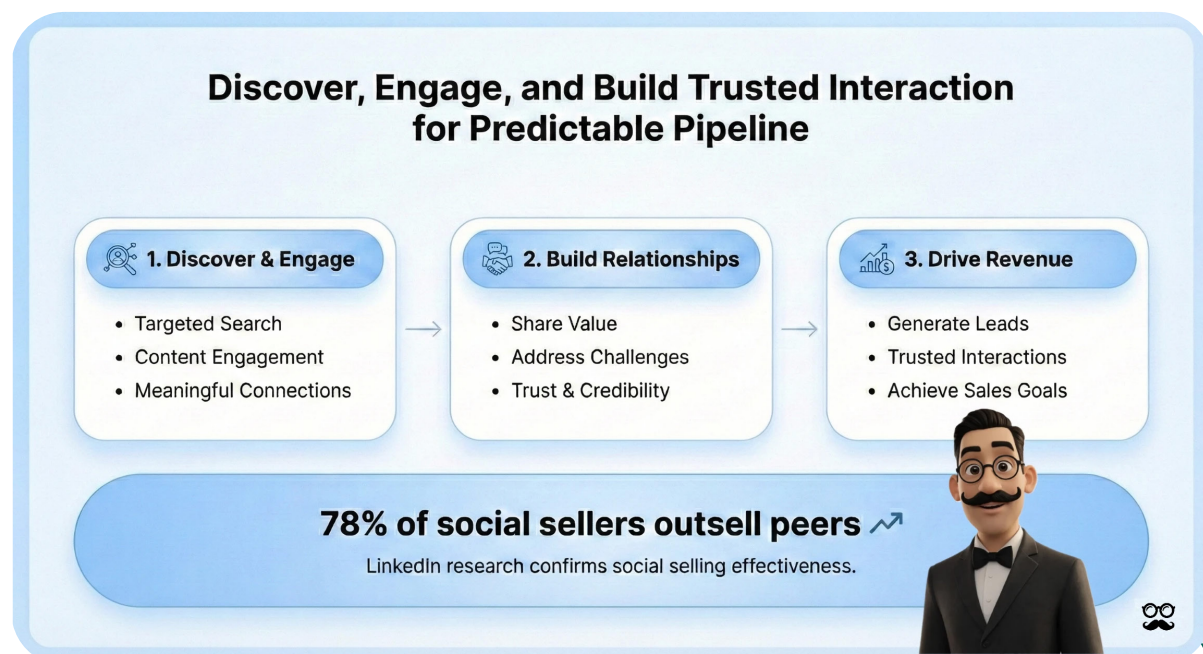 Discover, Engage, and Build Trusted Interaction
for Predictable Pipeline
1. Discover & Engage
• Targeted Search
• Content Engagement
• Meaningful Connections
2. Build Relationships
• Share Value
• Address Challenges
• Trust & Credibility
3. Drive Revenue
• Generate Leads
• Trusted Interactions
• Achieve Sales Goals
78% of social sellers outsell peers
LinkedIn research confirms social selling effectiveness.